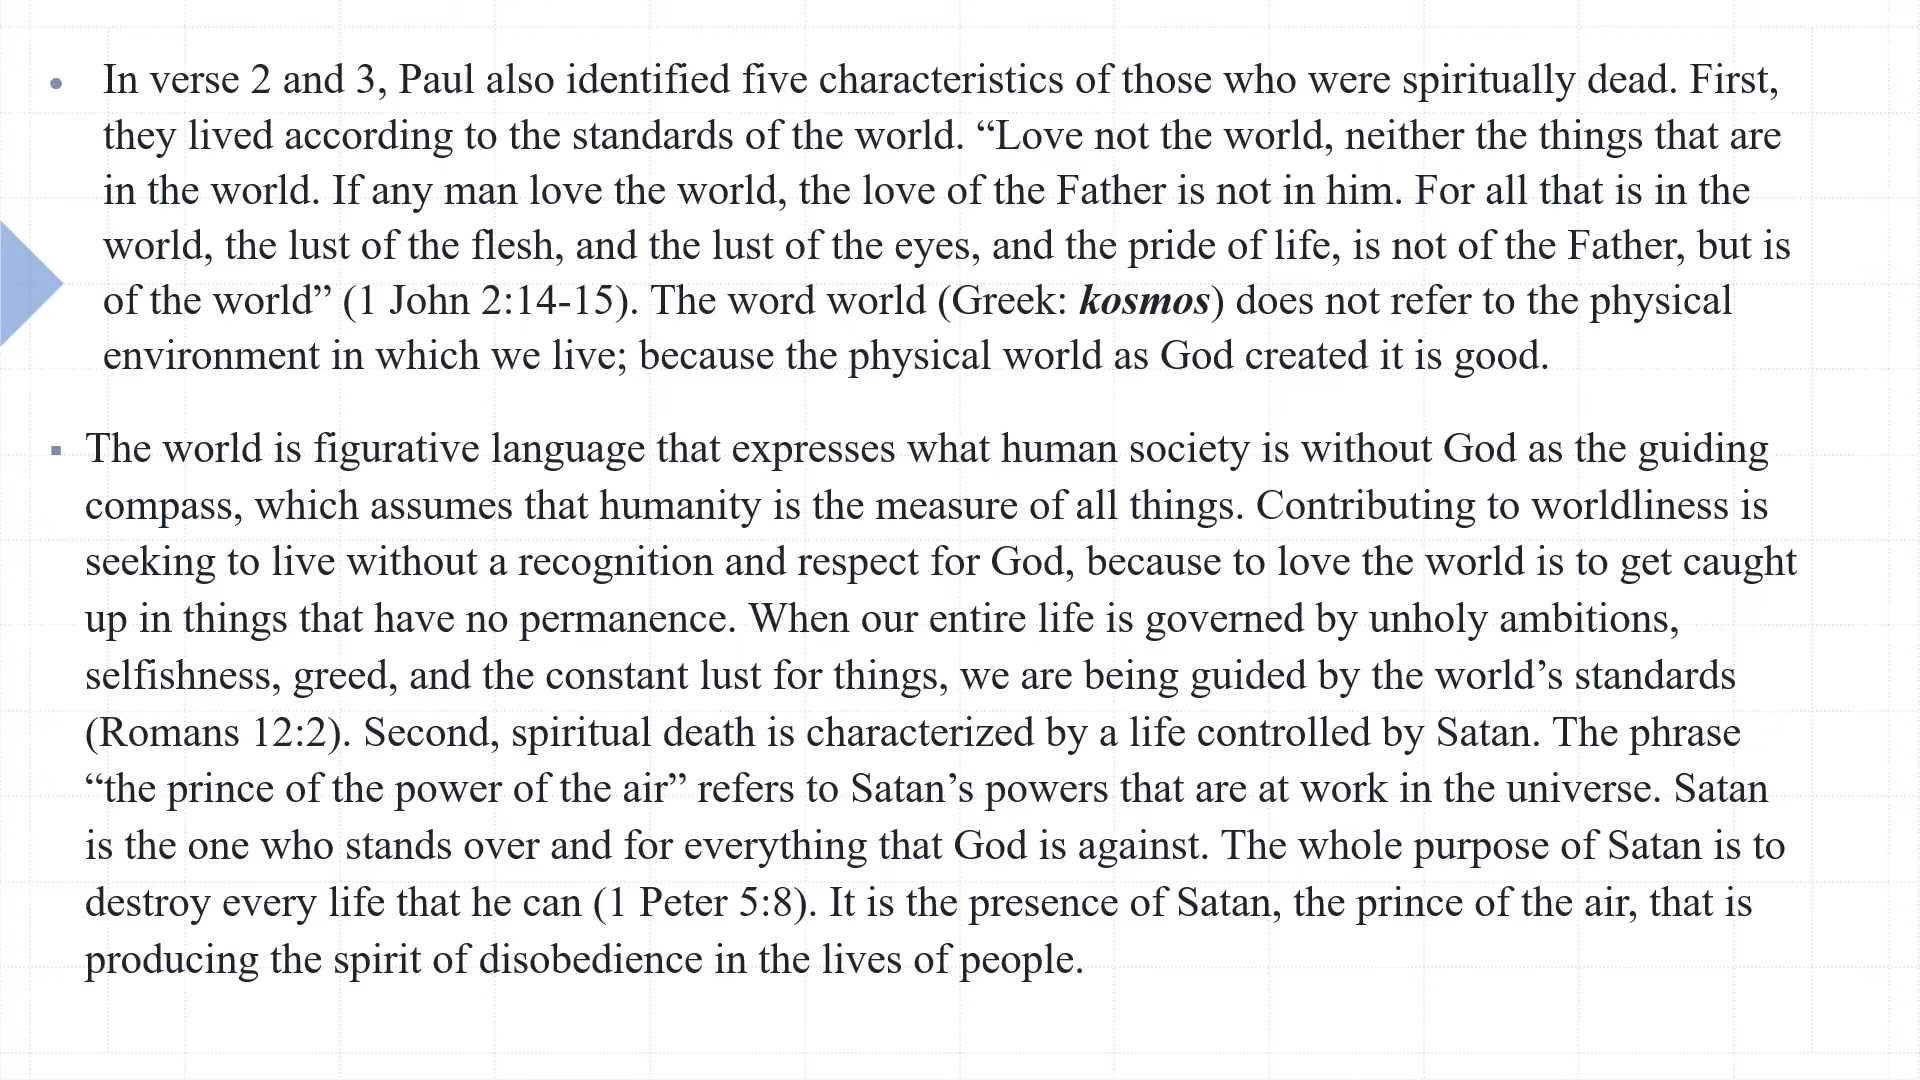 In verse 2 and 3, Paul also identified five characteristics of those who were spiritually dead. First,
they lived according to the standards of the world. “Love not the world, neither the things that are
in the world. If any man love the world, the love of the Father is not in him. For all that is in the
world, the lust of the flesh, and the lust of the eyes, and the pride of life, is not of the Father, but is
of the world” (1 John 2:14-15). The word world (Greek: kosmos) does not refer to the physical
environment in which we live; because the physical world as God created it is good.
The world is figurative language that expresses what human society is without God as the guiding
compass, which assumes that humanity is the measure of all things. Contributing to worldliness is
seeking to live without a recognition and respect for God, because to love the world is to get caught
up in things that have no permanence. When our entire life is governed by unholy ambitions,
selfishness, greed, and the constant lust for things, we are being guided by the world’s standards
(Romans 12:2). Second, spiritual death is characterized by a life controlled by Satan. The phrase
“the prince of the power of the air” refers to Satan’s powers that are at work in the universe. Satan
is the one who stands over and for everything that God is against. The whole purpose of Satan is to
destroy every life that he can (1 Peter 5:8). It is the presence of Satan, the prince of the air, that is
producing the spirit of disobedience in the lives of people.